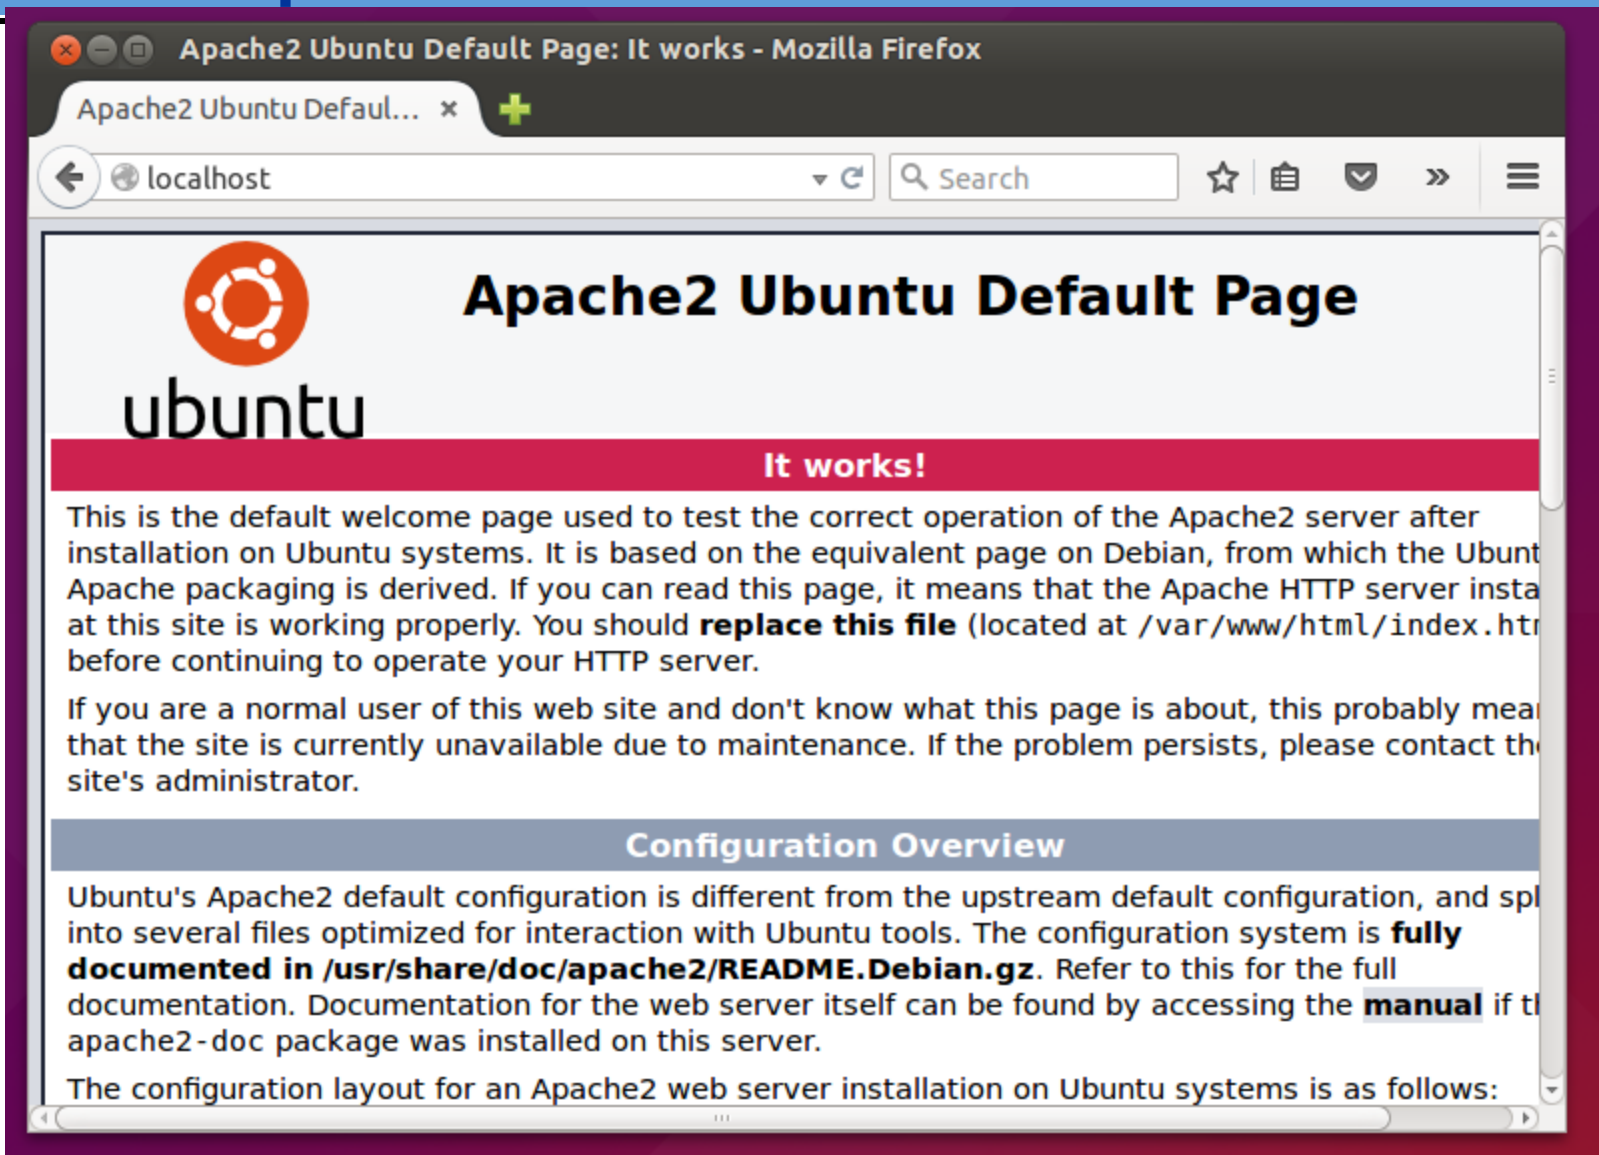 Apache2 Ubuntu Default Page: It works - Mozilla Firefox
Apache2 Ubuntu Defaul...
localhost
Search
Apache2 Ubuntu Default Page
ubuntu
It works!
This is the default welcome page used to test the correct operation of the Apache2 server after
installation on Ubuntu systems. It is based on the equivalent page on Debian, from which the
Apache packaging is derived. If you can read this page, it means that the Apache HTTP server
at this site is working properly. You should replace this file (located at
before continuing to operate your HTTP server.
If you are a normal user of this web site and don't know what this page is about, this probably
that the site is currently unavailable due to maintenance. If the problem persists, please contact
site's administrator.
Configuration Overview
Ubuntu's Apache2 default configuration is different from the upstream default configuration, and
into several files optimized for interaction with Ubuntu tools. The configuration system is fully
documented in /usr/share/doc/apache2/README.Debian.gz. Refer to this for the full
documentation. Documentation for the web server itself can be found by accessing the manual if
apache2-doc package was installed on this server.
The configuration layout for an Apache2 web server installation on Ubuntu systems is as follows: